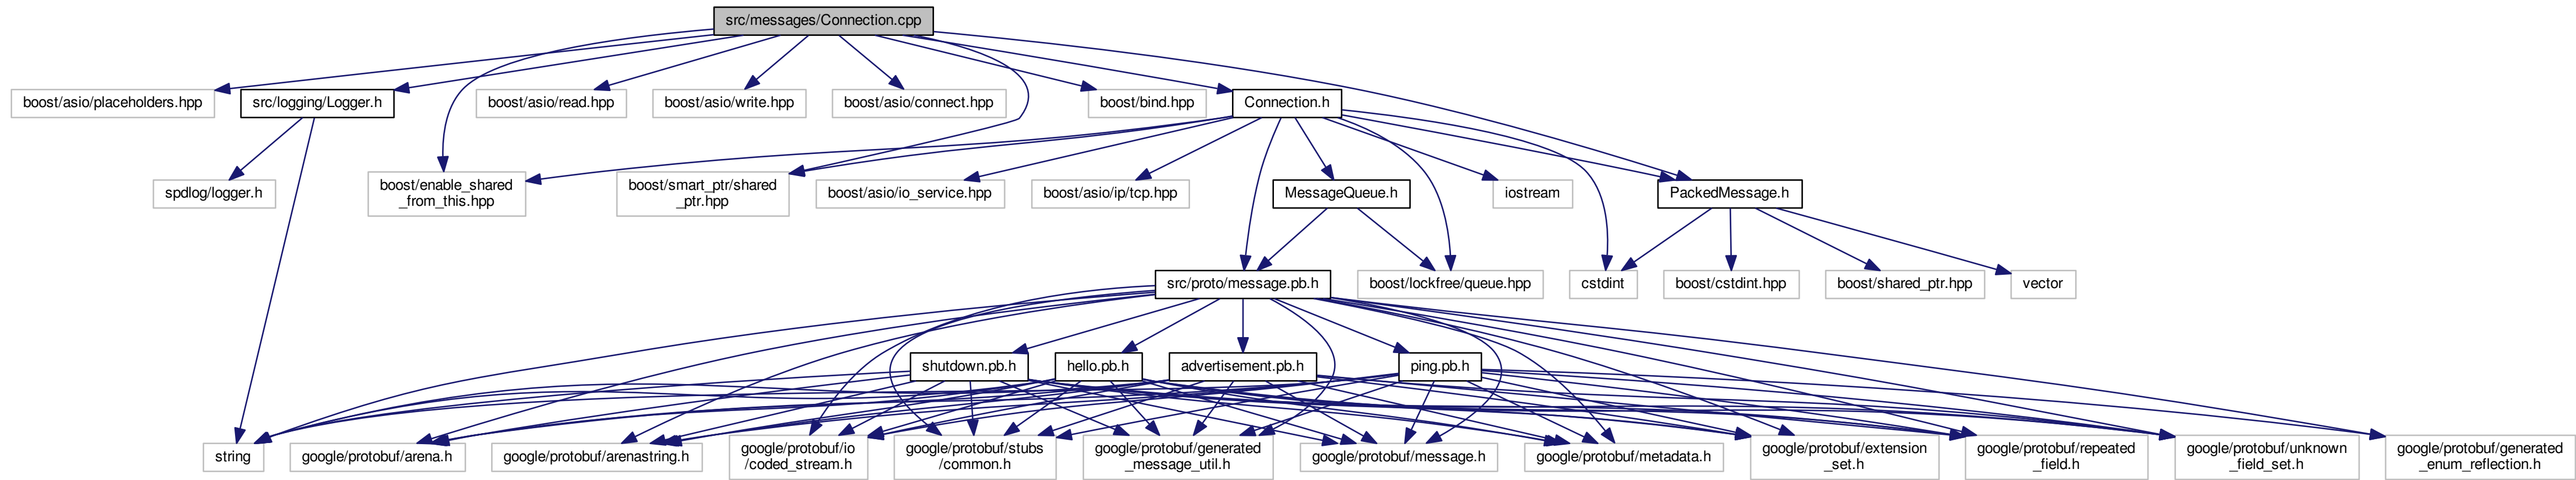 src/messages/Connection.cpp
boost/asio/placeholders.hpp
src/logging/Logger.h
boost/asio/read.hpp
boost/asio/write.hpp
boost/asio/connect.hpp
boost/bind.hpp
Connection.h
spdlog/logger.h
boost/enable_shared
_from_this.hpp
boost/smart_ptr/shared
_ptr.hpp
boost/asio/io_service.hpp
boost/asio/ip/tcp.hpp
MessageQueue.h
iostream
PackedMessage.h
src/proto/message.pb.h
boost/lockfree/queue.hpp
cstdint
boost/cstdint.hpp
boost/shared_ptr.hpp
vector
shutdown.pb.h
hello.pb.h
advertisement.pb.h
ping.pb.h
string
google/protobuf/arena.h
google/protobuf/arenastring.h
google/protobuf/io
/coded_stream.h
google/protobuf/stubs
/common.h
google/protobuf/generated
_message_util.h
google/protobuf/message.h
google/protobuf/metadata.h
google/protobuf/extension
_set.h
google/protobuf/repeated
_field.h
google/protobuf/unknown
_field_set.h
google/protobuf/generated
_enum_reflection.h